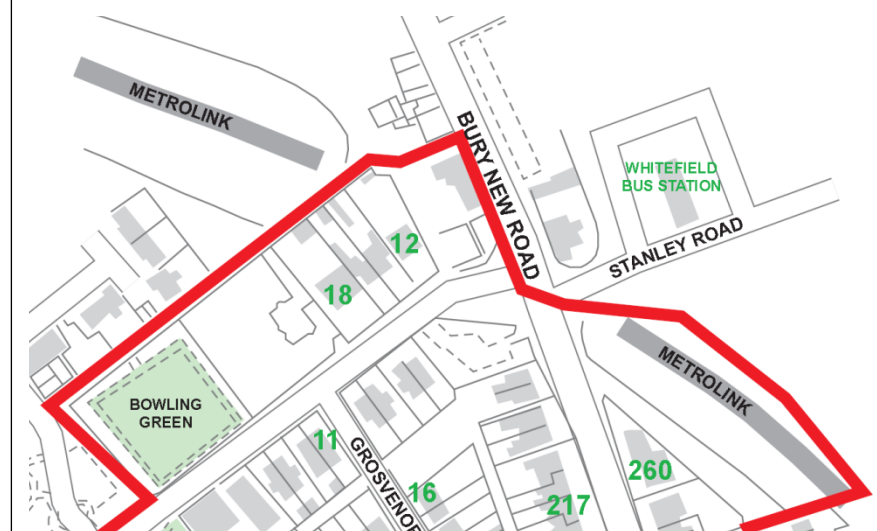 METROLINK
BURY NEW ROAD
WHITEFIELD
BUS STATION
STANLEY ROAD
12
18
METROLINK
BOWLING
GREEN
11
GROSVENOR
16
217
260